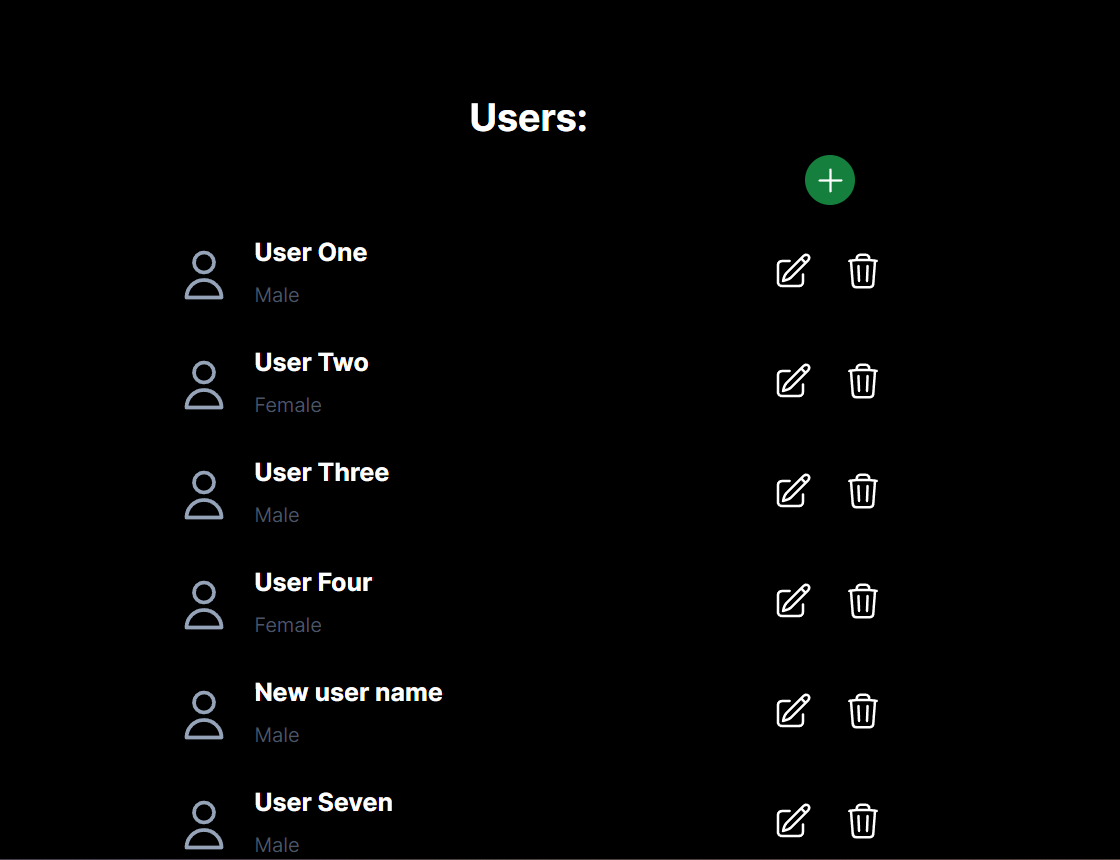 Users:
User One
Male
User Two
Female
User Three
Male
User Four
Female
New user name
Male
User Seven
Male